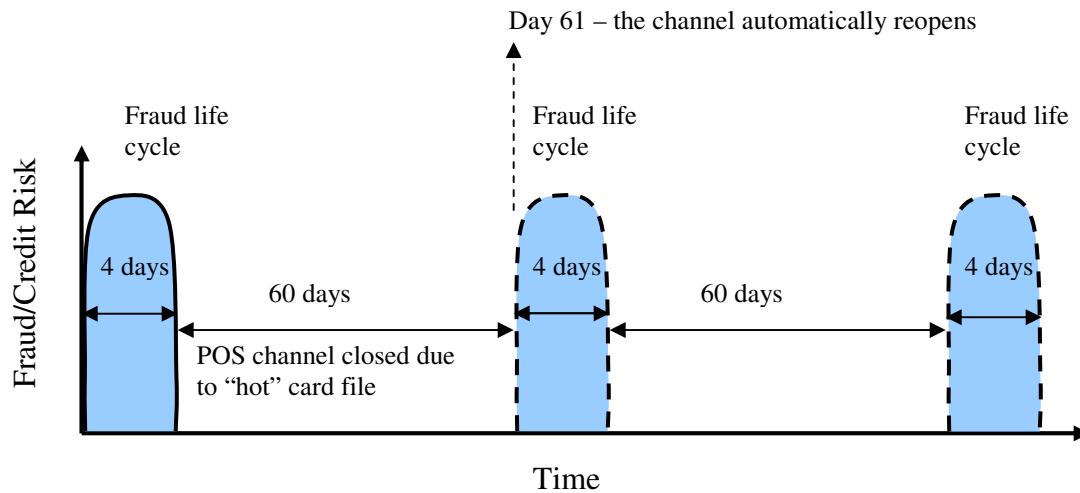 Day 61 – the channel automatically reopens
Fraud life
cycle
Fraud life
cycle
Fraud life
cycle
Fraud/Credit Risk
4 days
4 days
4 days
60 days
60 days
POS channel closed due
to “hot” card file
Time